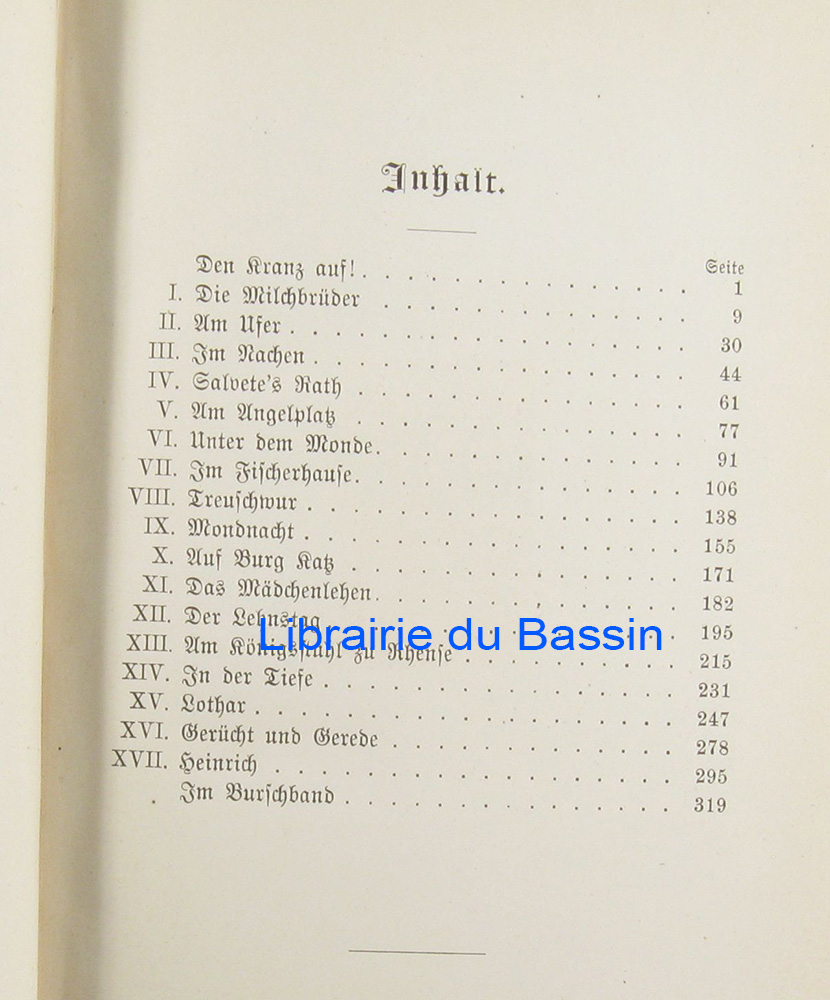 Inhalt.
Seite
Den Kranz auf! . . . . . . . . . . . . . . . 1
I. Die Milchbrüder . . . . . . . . . . . . . . 9
II. Am Ufer . . . . . . . . . . . . . . . . . 30
III. Im Nachen . . . . . . . . . . . . . . . . 44
IV. Salvete's Rath . . . . . . . . . . . . . . 61
V. Am Angelplatz . . . . . . . . . . . . . . 77
VI. Unter dem Monde. . . . . . . . . . . . . 91
VII. Im Fischerhause. . . . . . . . . . . . . . 106
VIII. Treuschwur . . . . . . . . . . . . . . . 138
IX. Mondnacht . . . . . . . . . . . . . . . . 155
X. Auf Burg Katz . . . . . . . . . . . . . . 171
XI. Das Mädchenlehen. . . . . . . . . . . . . 182
XII. Der Lehnstag . . . . . . . . . . . . . . . 195
Librairie du Bassin
XIII. Am Königsstuhl zu Rhense . . . . . . . . . 215
XIV. In der Tiefe . . . . . . . . . . . . . . . 231
XV. Lothar . . . . . . . . . . . . . . . . . . 247
XVI. Gerücht und Gerede . . . . . . . . . . . . 278
XVII. Heinrich . . . . . . . . . . . . . . . . . 295
Im Burschband . . . . . . . . . . . . . . 319